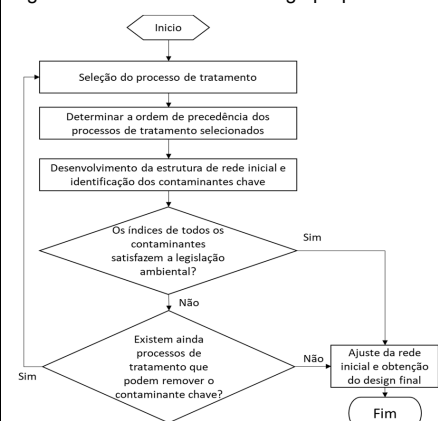 Inicio
Seleção do processo de tratamento
Determinar a ordem de precedência dos
processos de tratamento selecionados
Desenvolvimento da estrutura de rede inicial e
identificação dos contaminantes chave
Os índices de todos os
contaminantes
satisfazem a legislação
ambiental?
Sim
Não
Existem ainda
processos de
tratamento que
podem remover o
contaminante chave?
Sim
Não
Ajuste da rede
inicial e obtenção
do design final
Fim